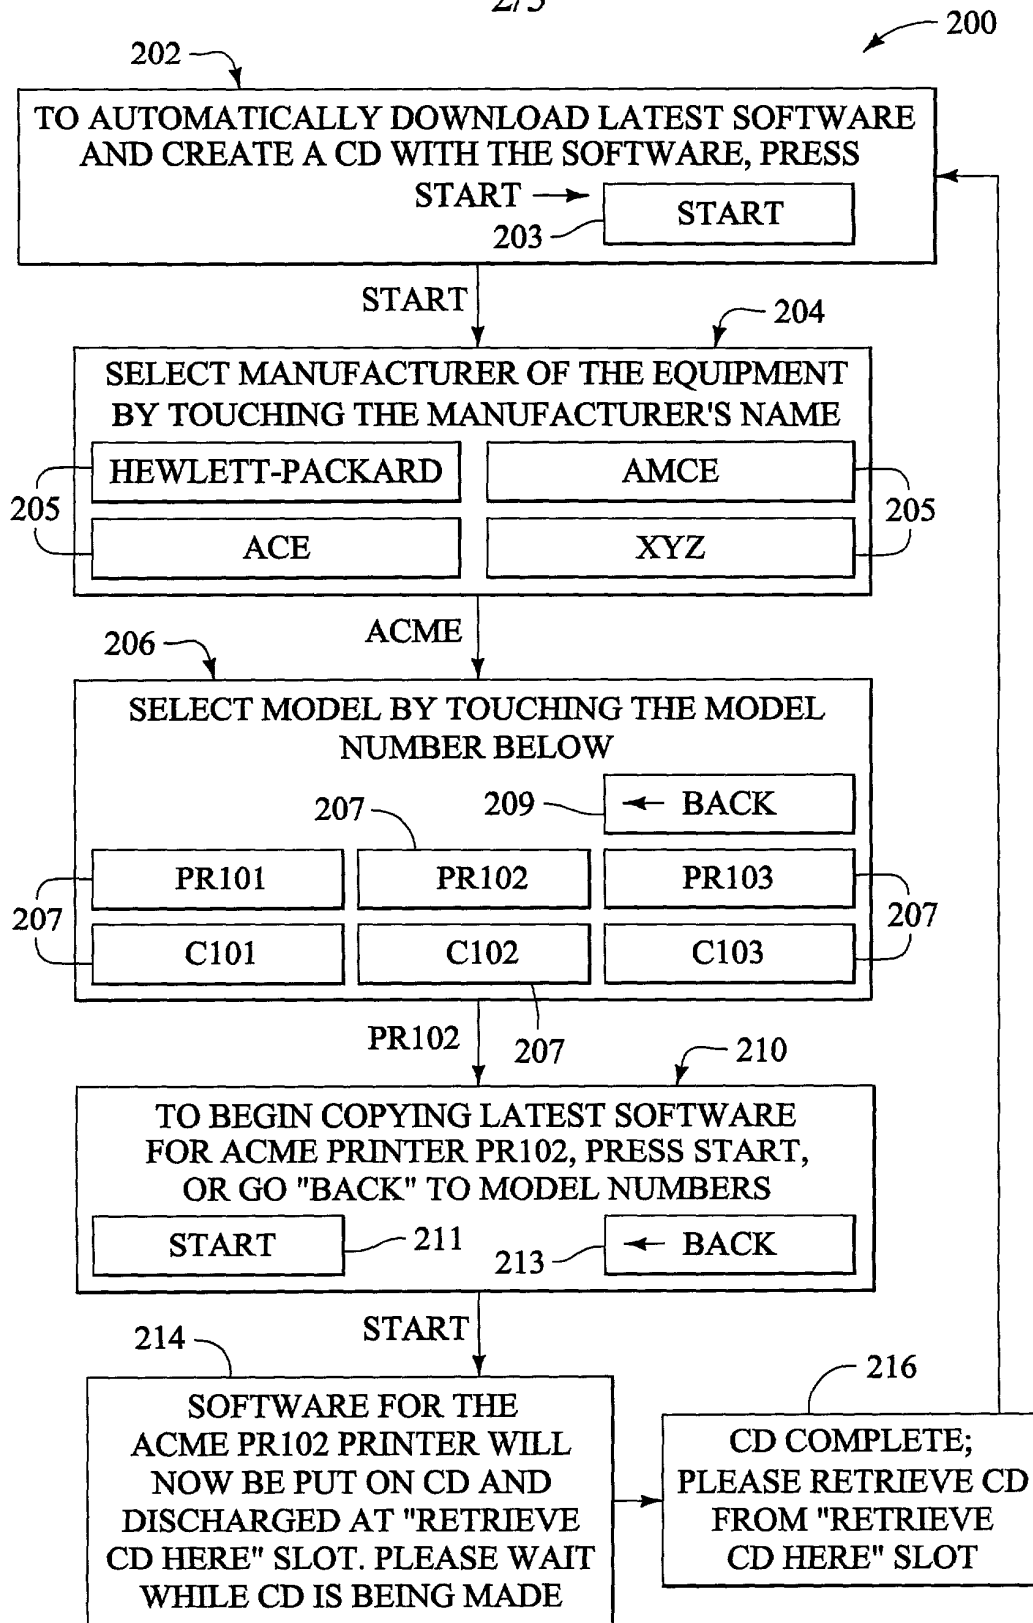 2/3
200
202
TO AUTOMATICALLY DOWNLOAD LATEST SOFTWARE
AND CREATE A CD WITH THE SOFTWARE, PRESS
START →
START
203
START
204
SELECT MANUFACTURER OF THE EQUIPMENT
BY TOUCHING THE MANUFACTURER'S NAME
HEWLETT-PACKARD
AMCE
205
205
ACE
XYZ
ACME
206
SELECT MODEL BY TOUCHING THE MODEL
NUMBER BELOW
207
209
← BACK
PR101
PR102
PR103
207
207
C101
C102
C103
PR102
207
210
TO BEGIN COPYING LATEST SOFTWARE
FOR ACME PRINTER PR102, PRESS START,
OR GO "BACK" TO MODEL NUMBERS
START
211
213
← BACK
START
214
216
SOFTWARE FOR THE
ACME PR102 PRINTER WILL
NOW BE PUT ON CD AND
DISCHARGED AT "RETRIEVE
CD HERE" SLOT. PLEASE WAIT
WHILE CD IS BEING MADE
CD COMPLETE;
PLEASE RETRIEVE CD
FROM "RETRIEVE
CD HERE" SLOT